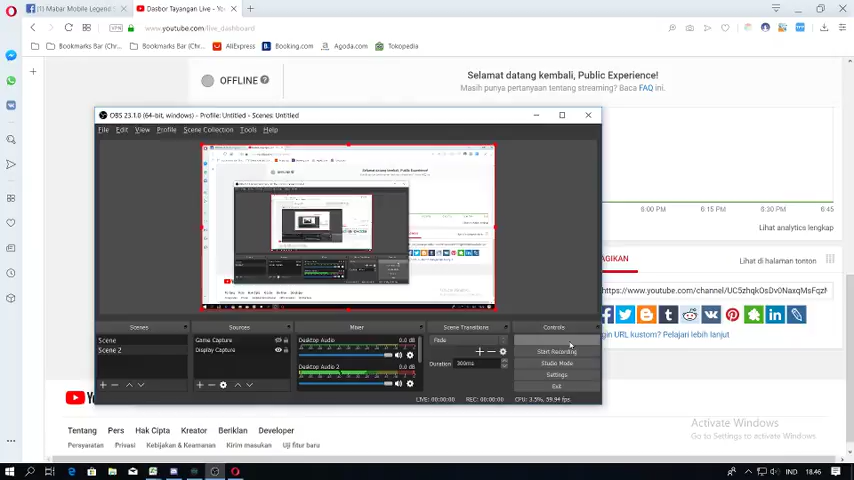 Mabar Mobile Legend S
Dasbor Tayangan Live - Y
VPN
www.youtube.com/live_dashboard
Bookmarks Bar (Chr
Bookmarks Bar (Chr...
AliExpress
Booking.com
Agoda.com
Tokopedia
OFFLINE
Selamat datang kembali, Public Experience!
Masih punya pertanyaan tentang streaming? Baca FAQ ini.
OBS 23.1.0 (64-bit, windows) - Profile: Untitled - Scenes: Untitled
File Edit View Profile Scene Collection Tools Help
6:00 PM 6:15 PM 6:30 PM 6:45
Lihat analytics lengkap
AGIKAN
Lihat di halaman tonton
https://www.youtube.com/channel/
gin URL kustom? Pelajari lebih lanjut
Scenes Sources Mixer Scene Transitions Controls
Scene
Scene 2
Game Capture
Display Capture
Desktop Audio 0.0 dB
Desktop Audio 2 0.0 dB
Fade
Duration 300ms
Start Recording
Studio Mode
Settings
Exit
LIVE: 00:00:00 REC: 00:00:00 CPU: 3.5%, 59.94 fps
Tentang Pers Hak Cipta Kreator Beriklan Developer
Persyaratan Privasi Kebijakan & Keamanan Uji fitur baru
Activate Windows
Go to Settings to activate Windows.
IND 18.46